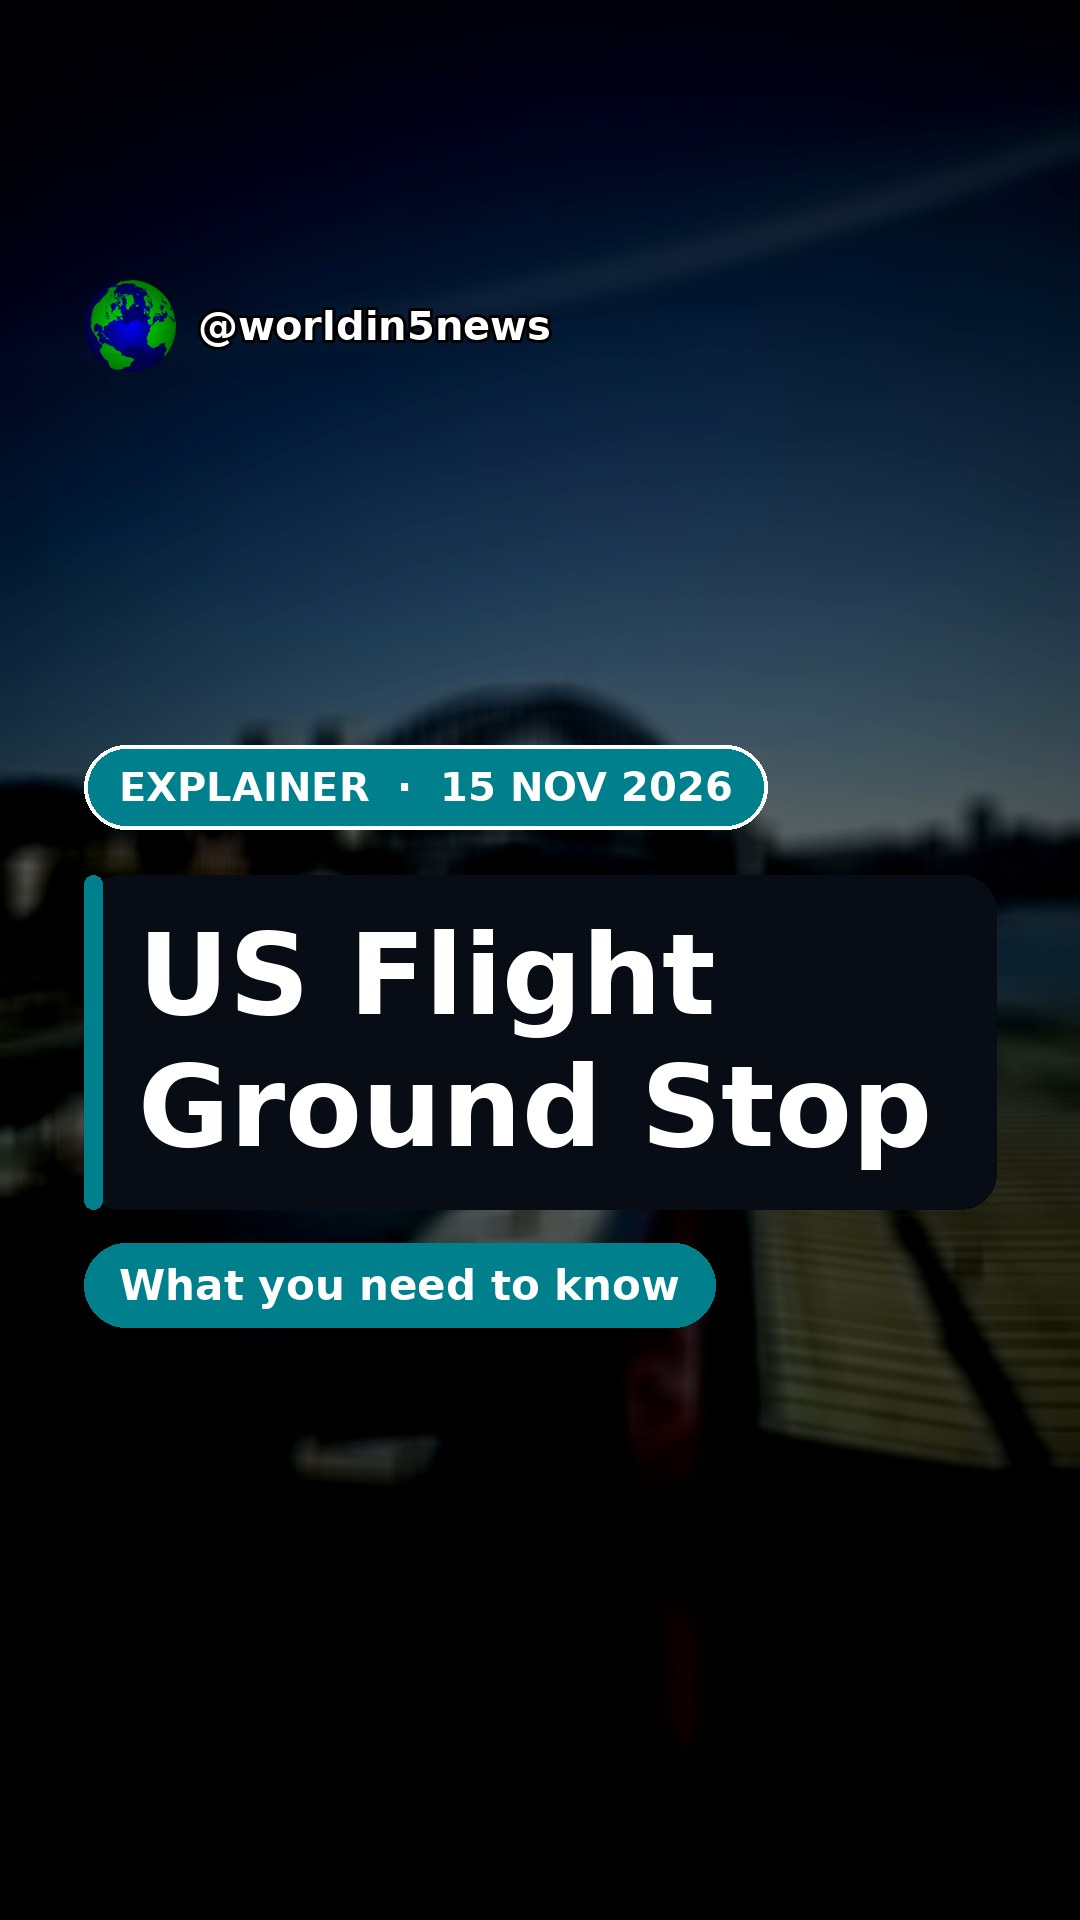 @worldin5news
EXPLAINER · 15 NOV 2026
US Flight
Ground Stop
What you need to know